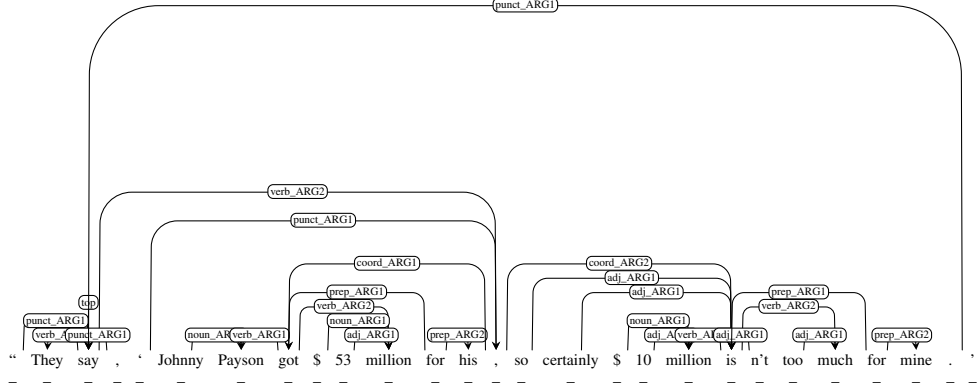 punct_ARG1
verb_ARG2
punct_ARG1
coord_ARG1 coord_ARG2
adj_ARG1
prep_ARG1 adj_ARG1 prep_ARG1
top verb_ARG2 verb_ARG2
punct_ARG1 noun_ARG1 noun_ARG1
punct_ARG1 verb_ARG1 adj_ARG1 prep_ARG2 adj_ARG1 prep_ARG2
“ They say , ‘ Johnny Payson got $ 53 million for his , so certainly $ 10 million is n't too much for mine . ’
_ _ _ _ _ _ _ _ _ _ _ _ _ _ _ _ _ _ _ _ _ _ _ _ _ _ _